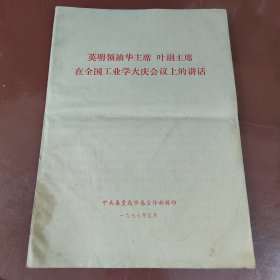 英明领袖华主席 叶副主席
在全国工业学大庆会议上的讲话
中共秦皇岛市委宣传部翻印
一九七七年五月